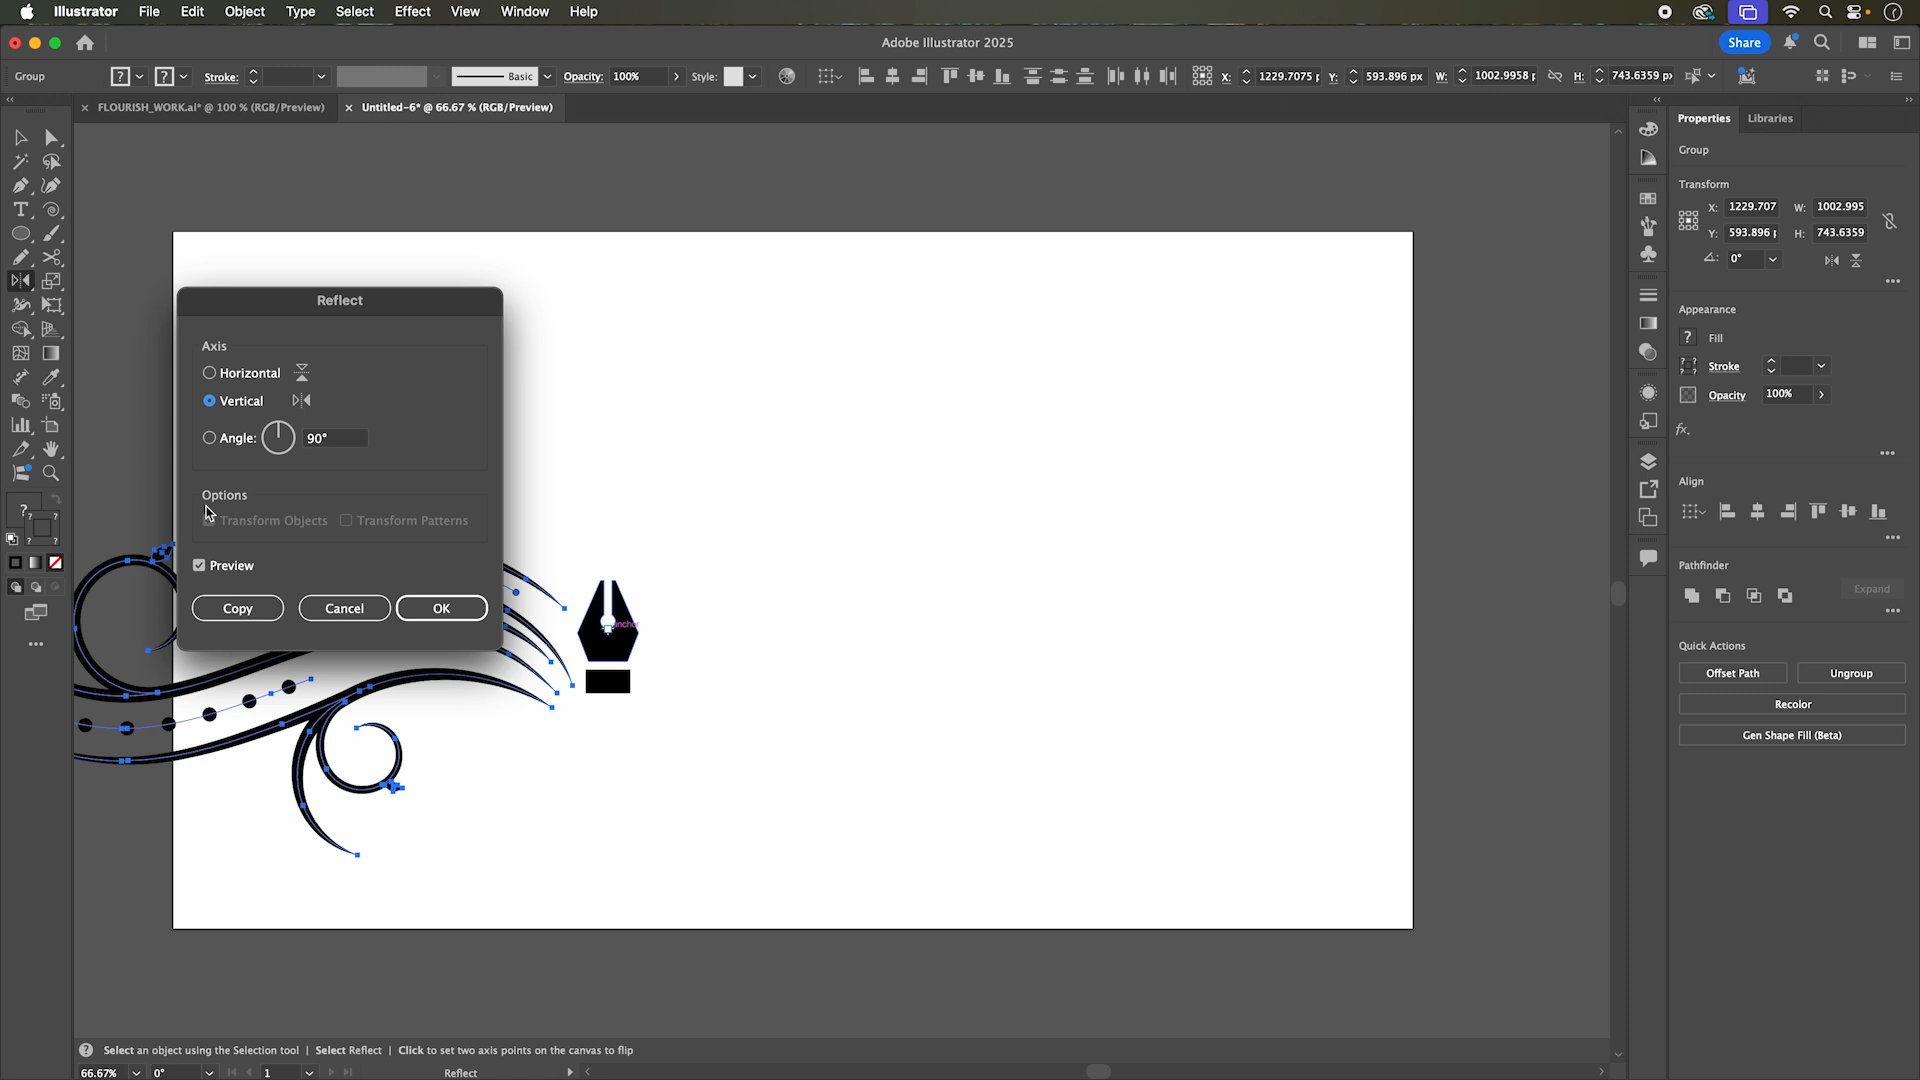 Illustrator File Edit Object Type Select Effect View Window Help
Adobe Illustrator 2025
Share
Group
? ? Stroke: Basic Opacity: 100% Style: X: 1229.7075 p Y: 593.896 px W: 1002.9958 p H: 743.6359 px
× FLOURISH_WORK.ai* @ 100 % (RGB/Preview) × Untitled-6* @ 66.67 % (RGB/Preview)
Properties Libraries
Group
Transform
X: 1229.707 W: 1002.995
Y: 593.896 p H: 743.6359
0°
Appearance
? Fill
Stroke
Opacity 100%
fx.
Align
Pathfinder
Expand
Quick Actions
Offset Path Ungroup
Recolor
Gen Shape Fill (Beta)
Reflect
Axis
Horizontal
Vertical
Angle: 90°
Options
Transform Objects Transform Patterns
Preview
Copy Cancel OK
anchor
Select an object using the Selection tool | Select Reflect | Click to set two axis points on the canvas to flip
66.67% 0° 1 Reflect